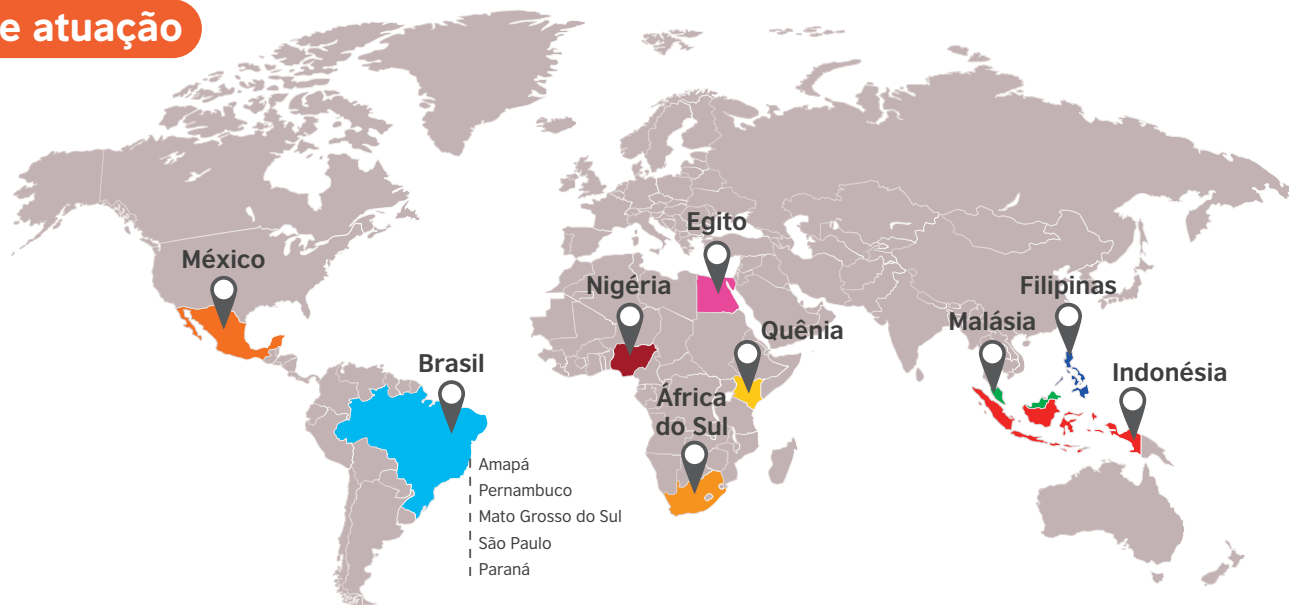 e atuação
México
Brasil
Amapá
Pernambuco
Mato Grosso do Sul
São Paulo
Paraná
Egito
Nigéria
Quênia
África
do Sul
Filipinas
Malásia
Indonésia